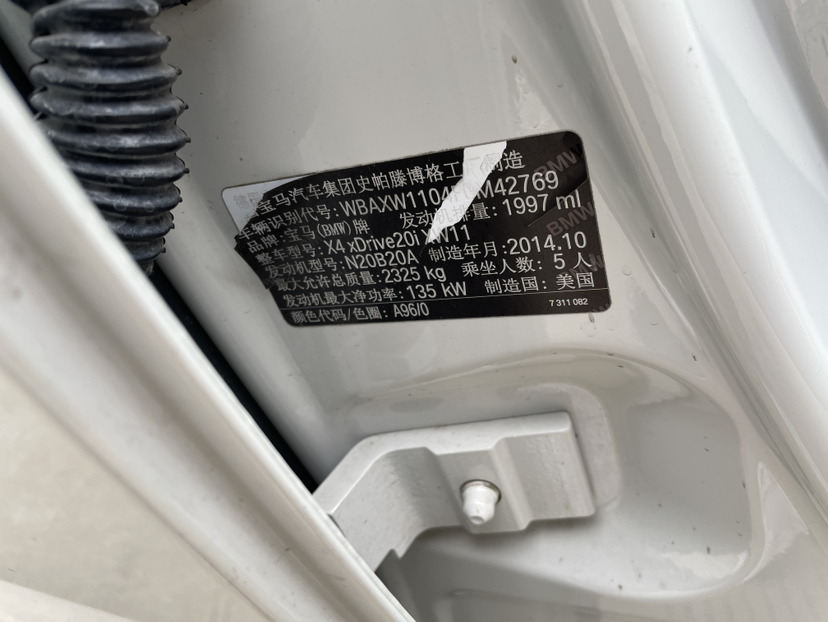 宝马汽车集团史帕滕博格工 制造
车辆识别代号: WBAXW1104 M42769
品牌: 宝马(BMW)牌 发动机排量: 1997 ml
整车型号: X4 xDrive20i W11
发动机型号: N20B20A 制造年月: 2014.10
最大允许总质量: 2325 kg 乘坐人数: 5 人
发动机最大净功率: 135 kW 制造国: 美国
颜色代码/色圈: A96/0 7 311 082